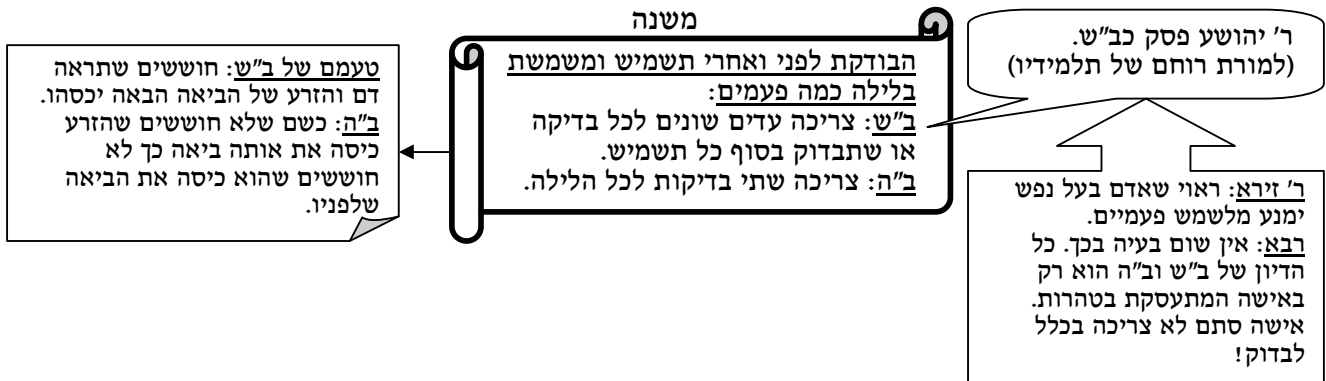 משנה
הבודקת לפני ואחרי תשמיש ומשמשת
בלילה כמה פעמים:
ב"ש: צריכה עדים שונים לכל בדיקה
או שתבדוק בסוף כל תשמיש.
ב"ה: צריכה שתי בדיקות לכל הלילה.
ר' יהושע פסק כב"ש.
(למורת רוחם של תלמידיו)
ר' זירא: ראוי שאדם בעל נפש
ימנע מלשמש פעמיים.
רבא: אין שום בעיה בכך. כל
הדיון של ב"ש וב"ה הוא רק
באישה המתעסקת בטהרות.
אישה סתם לא צריכה בכלל
לבדוק!
טעמם של ב"ש: חוששים שתראה
דם והזרע של הביאה הבאה יכסהו.
ב"ה: כשם שלא חוששים שהזרע
כיסה את אותה ביאה כך לא
חוששים שהוא כיסה את הביאה
שלפניו.